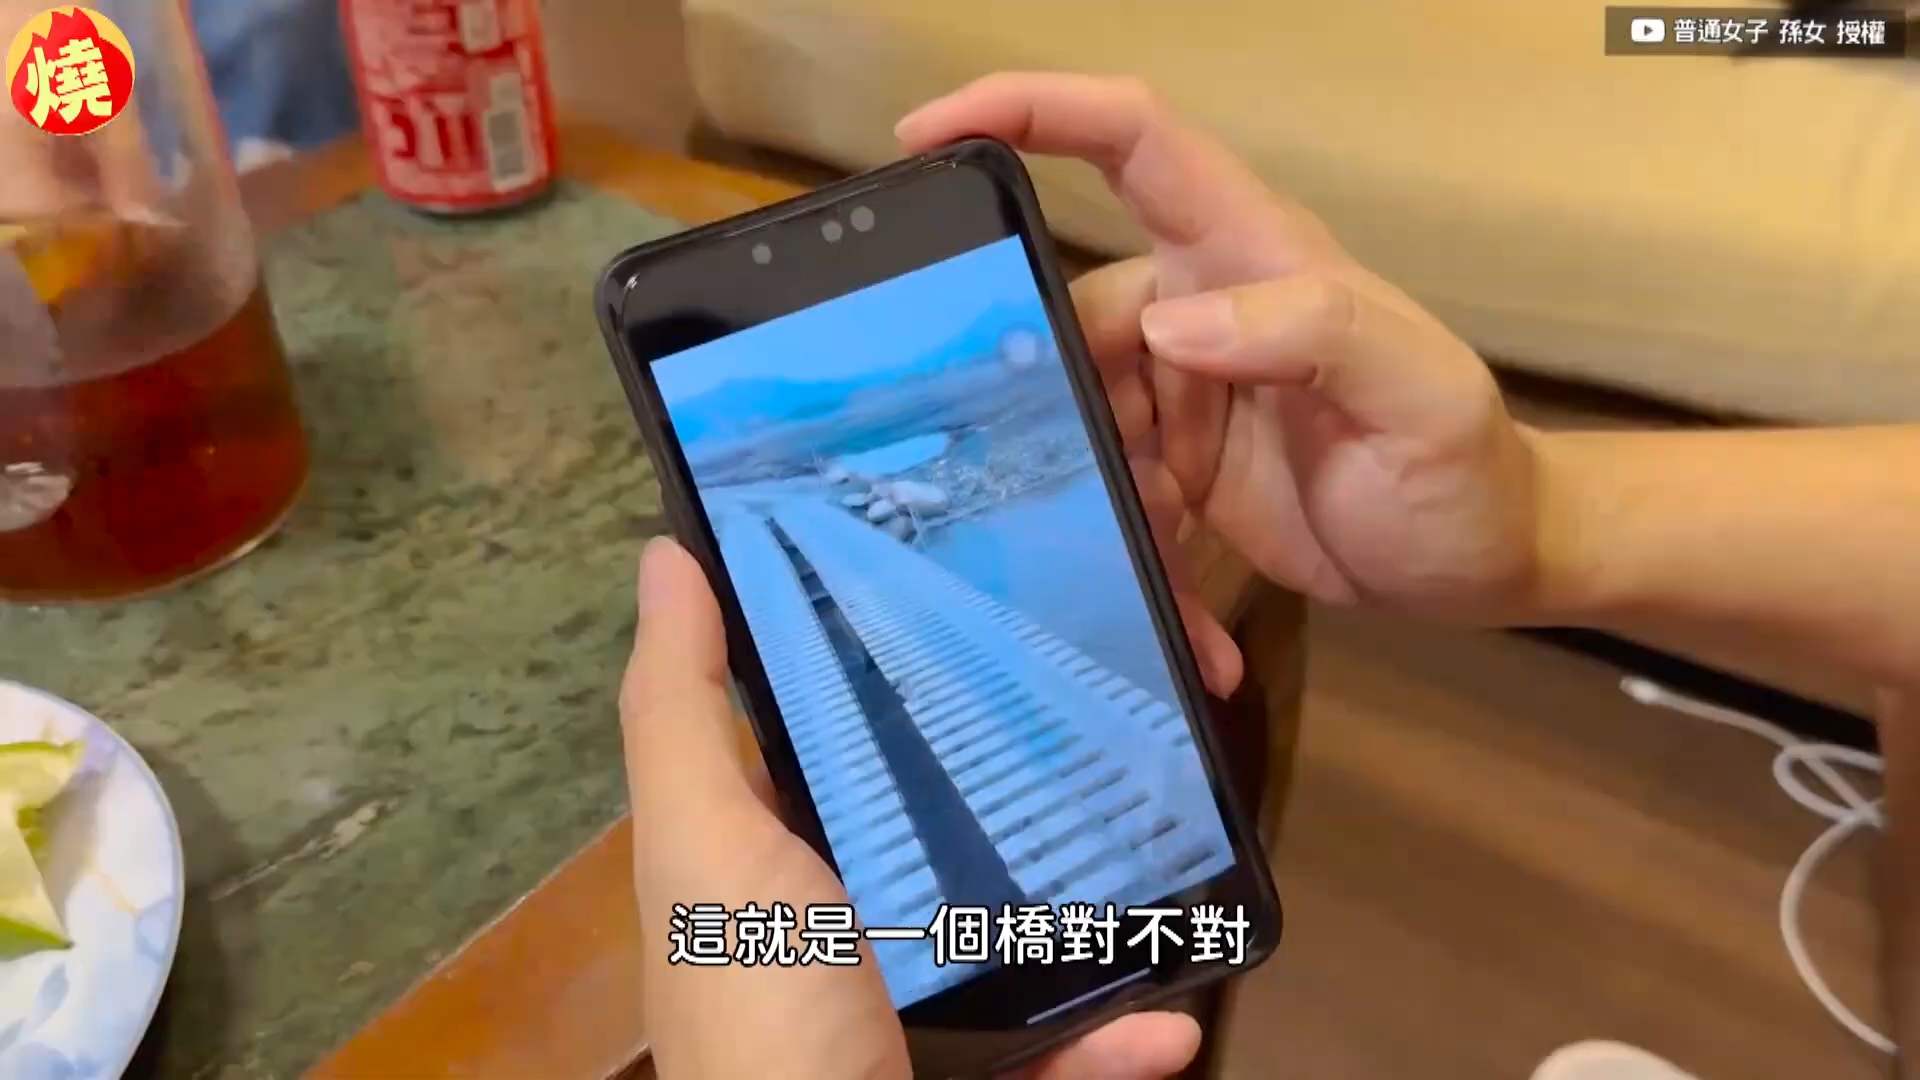 燒
普通女子 孫女 授權
這就是一個橋對不對